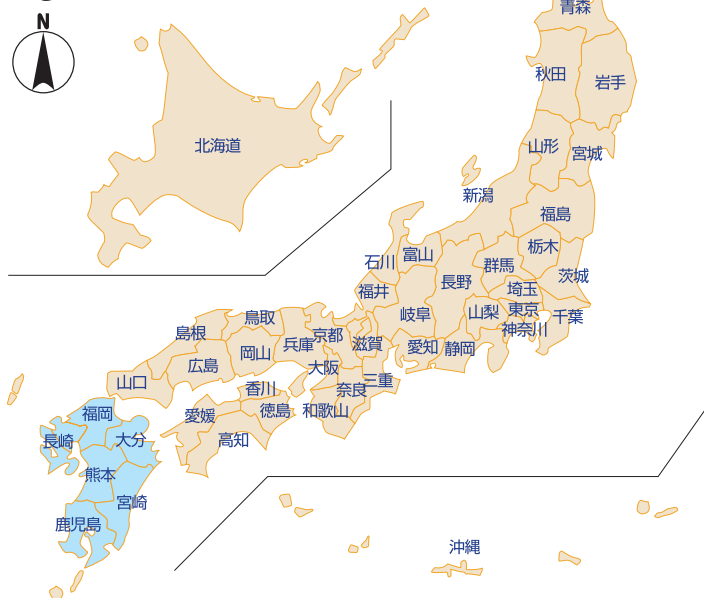 N
青森
秋田
岩手
北海道
山形
宮城
新潟
福島
栃木
石川
富山
群馬
茨城
長野
福井
埼玉
岐阜
山梨
東京
千葉
神奈川
鳥取
島根
京都
兵庫
滋賀
愛知
静岡
岡山
広島
大阪
山口
三重
香川
奈良
福岡
愛媛
徳島
和歌山
長崎
大分
高知
熊本
宮崎
鹿児島
沖縄